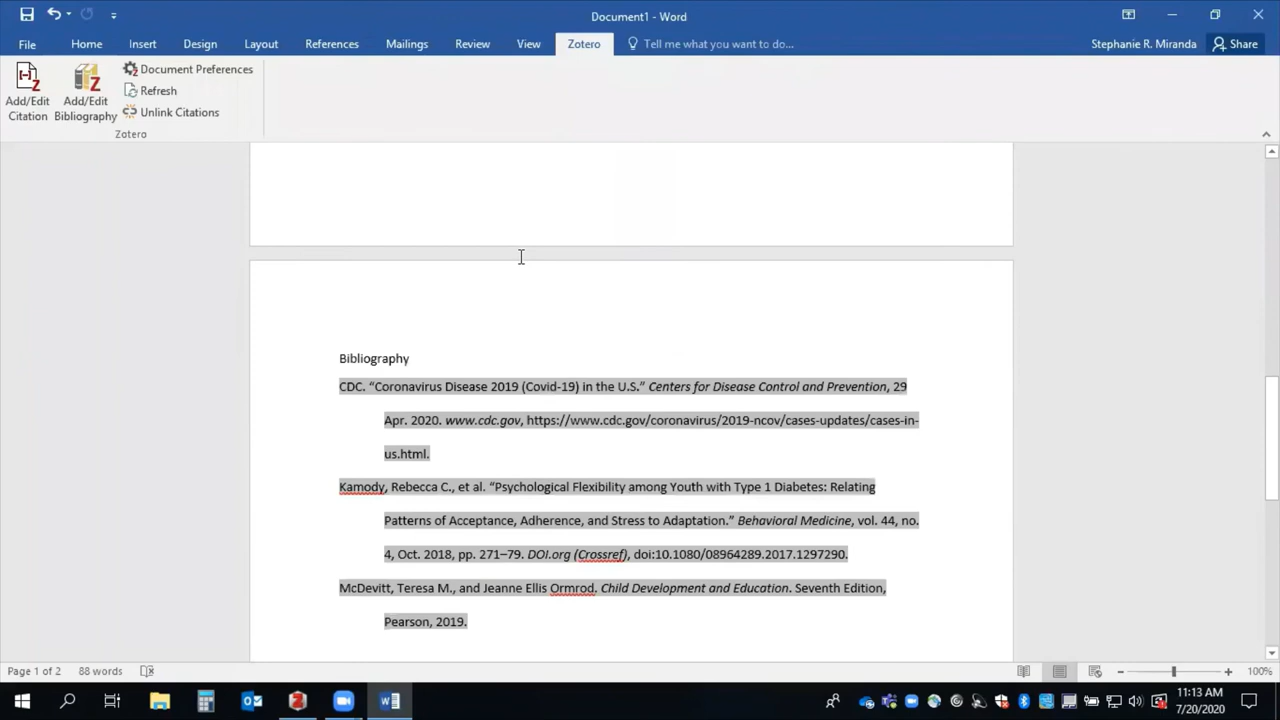 Document1 - Word
File Home Insert Design Layout References Mailings Review View Zotero Tell me what you want to do... Stephanie R. Miranda Share
Add/Edit Citation
Add/Edit Bibliography
Document Preferences
Refresh
Unlink Citations
Zotero
Bibliography
CDC. “Coronavirus Disease 2019 (Covid-19) in the U.S.” Centers for Disease Control and Prevention, 29
Apr. 2020. www.cdc.gov, https://www.cdc.gov/coronavirus/2019-ncov/cases-updates/cases-in-
us.html.
Kamody, Rebecca C., et al. “Psychological Flexibility among Youth with Type 1 Diabetes: Relating
Patterns of Acceptance, Adherence, and Stress to Adaptation.” Behavioral Medicine, vol. 44, no.
4, Oct. 2018, pp. 271–79. DOI.org (Crossref), doi:10.1080/08964289.2017.1297290.
McDevitt, Teresa M., and Jeanne Ellis Ormrod. Child Development and Education. Seventh Edition,
Pearson, 2019.
Page 1 of 2 88 words 100%
11:13 AM
7/20/2020